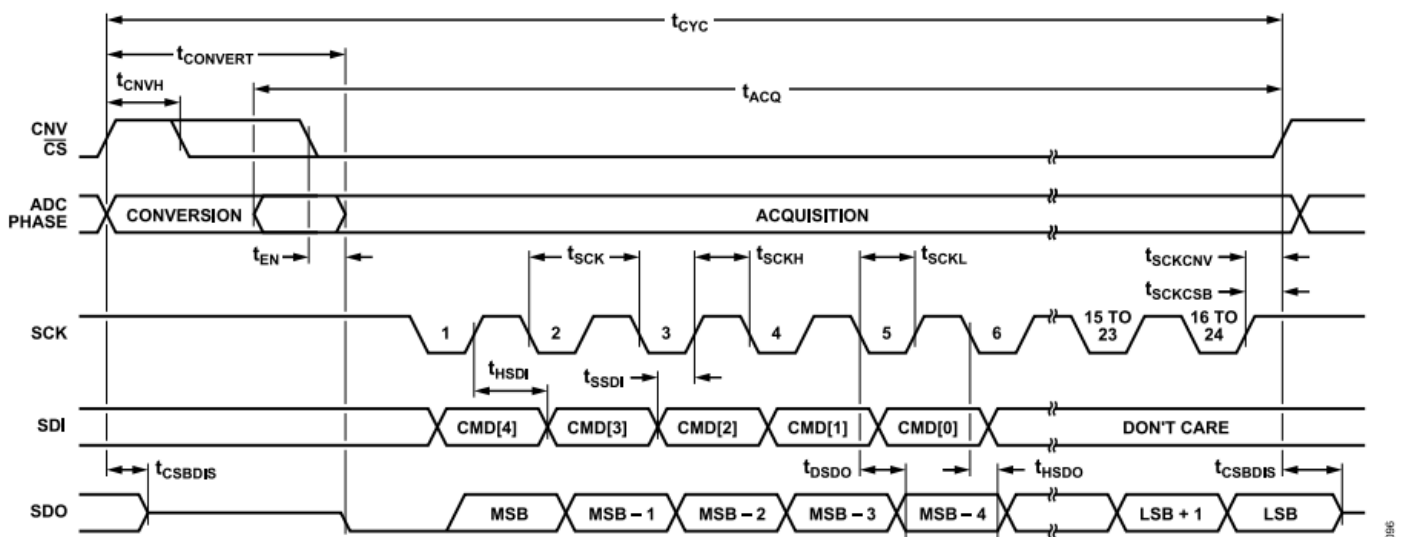 tCYC
tCONVERT
tCNVH
tACQ
CNV
CS
ADC
PHASE
CONVERSION
ACQUISITION
tEN
tSCK
tSCKH
tSCKL
tSCKCNV
tSCKCSB
SCK
1
2
3
4
5
6
15 TO
23
16 TO
24
tHSDI
tSSDI
SDI
CMD[4]
CMD[3]
CMD[2]
CMD[1]
CMD[0]
DON'T CARE
tCSBDIS
tDSDO
tHSDO
tCSBDIS
SDO
MSB
MSB – 1
MSB – 2
MSB – 3
MSB – 4
LSB + 1
LSB